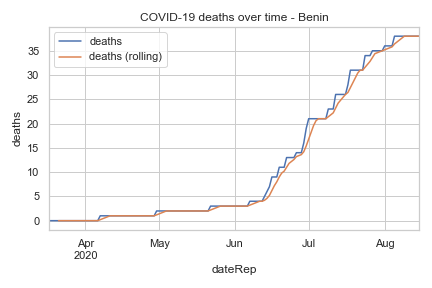 COVID-19 deaths over time - Benin
deaths
deaths (rolling)
deaths
35
30
25
20
15
10
5
0
Apr
2020
May
Jun
Jul
Aug
dateRep